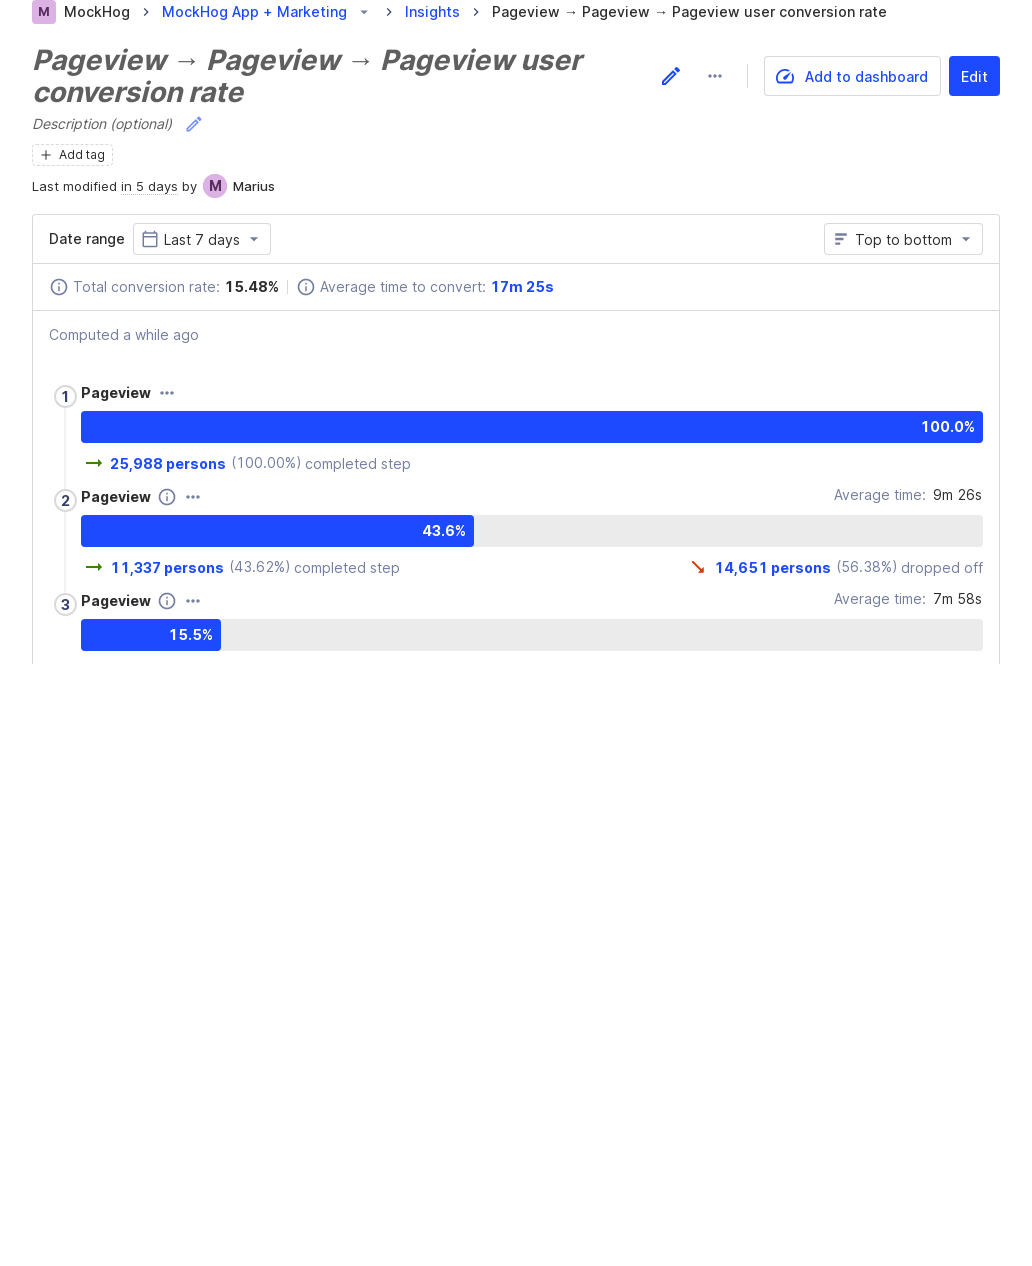 M MockHog > MockHog App + Marketing > Insights > Pageview → Pageview → Pageview user conversion rate
Pageview → Pageview → Pageview user
conversion rate
Add to dashboard
Edit
Description (optional)
+ Add tag
Last modified in 5 days by M Marius
Date range Last 7 days
Top to bottom
Total conversion rate: 15.48%
Average time to convert: 17m 25s
Computed a while ago
1 Pageview
100.0%
→ 25,988 persons (100.00%) completed step
2 Pageview
Average time: 9m 26s
43.6%
→ 11,337 persons (43.62%) completed step
↘ 14,651 persons (56.38%) dropped off
3 Pageview
Average time: 7m 58s
15.5%